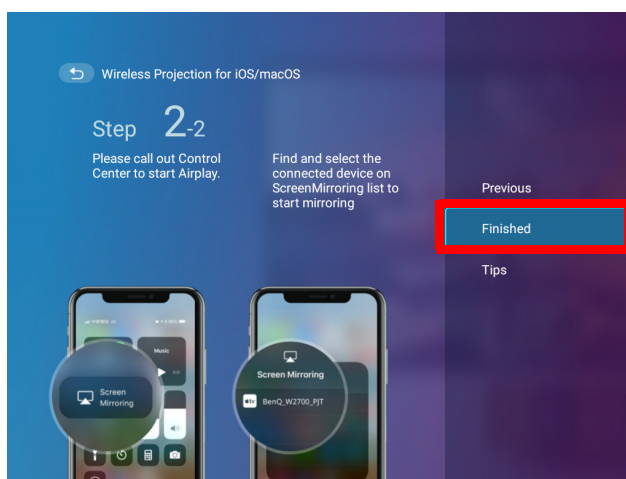 Wireless Projection for iOS/macOS
Step 2-2
Please call out Control
Center to start Airplay.
Find and select the
connected device on
ScreenMirroring list to
start mirroring
Previous
Finished
Tips
Music
Screen
Mirroring
Screen Mirroring
tv
BenQ_W2700_PJT